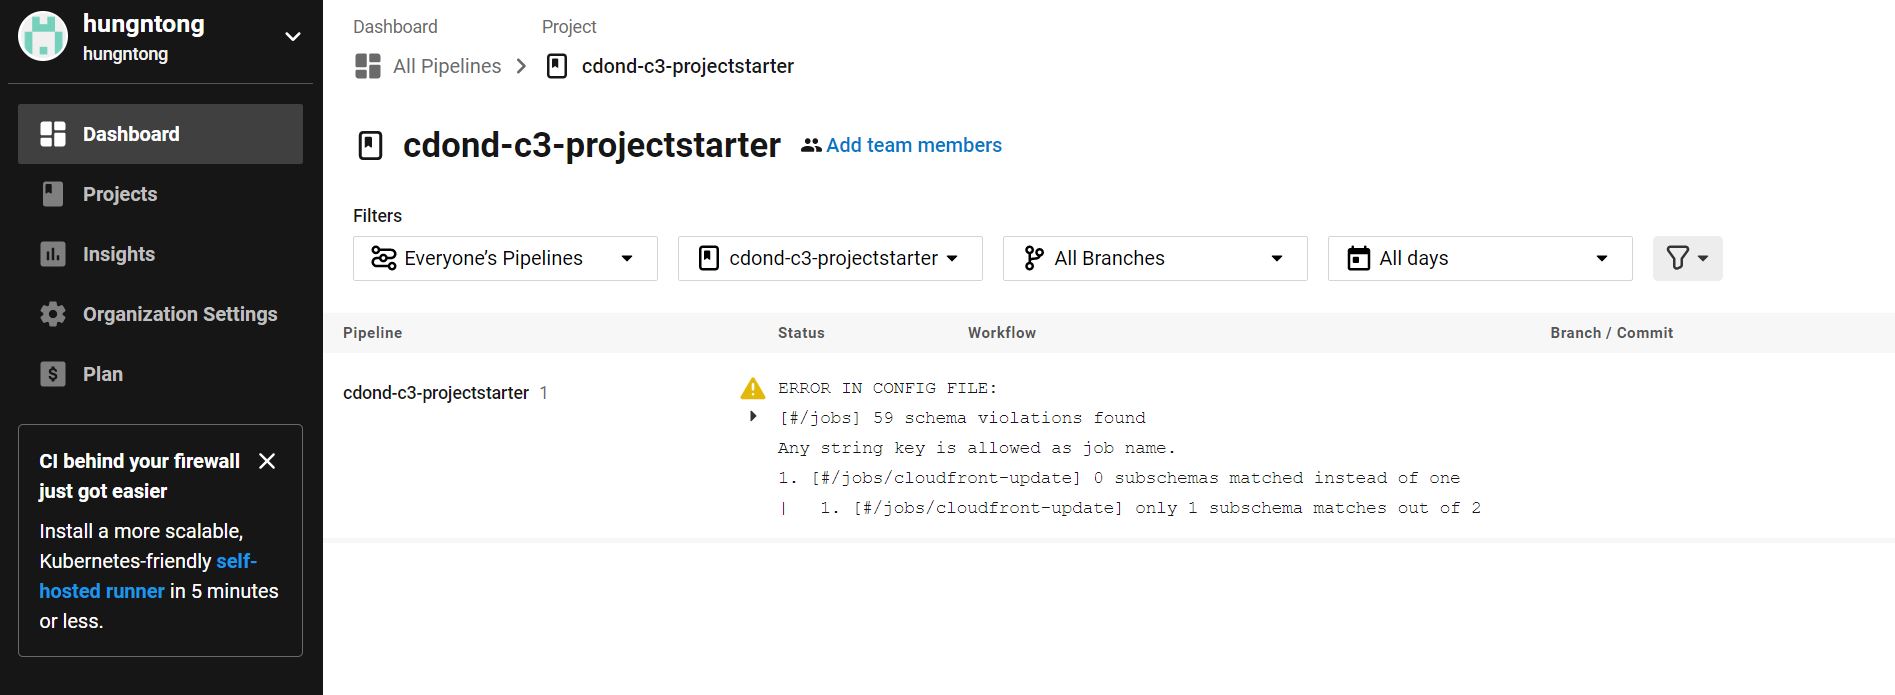 hungntong
hungntong
Dashboard
Projects
Insights
Organization Settings
Plan
CI behind your firewall
just got easier
Install a more scalable,
Kubernetes-friendly self-
hosted runner in 5 minutes
or less.
Dashboard
Project
All Pipelines
cdond-c3-projectstarter
cdond-c3-projectstarter
Add team members
Filters
Everyone’s Pipelines
cdond-c3-projectstarter
All Branches
All days
Pipeline
Status
Workflow
Branch / Commit
cdond-c3-projectstarter 1
ERROR IN CONFIG FILE:
[#/jobs] 59 schema violations found
Any string key is allowed as job name.
1. [#/jobs/cloudfront-update] 0 subschemas matched instead of one
|   1. [#/jobs/cloudfront-update] only 1 subschema matches out of 2